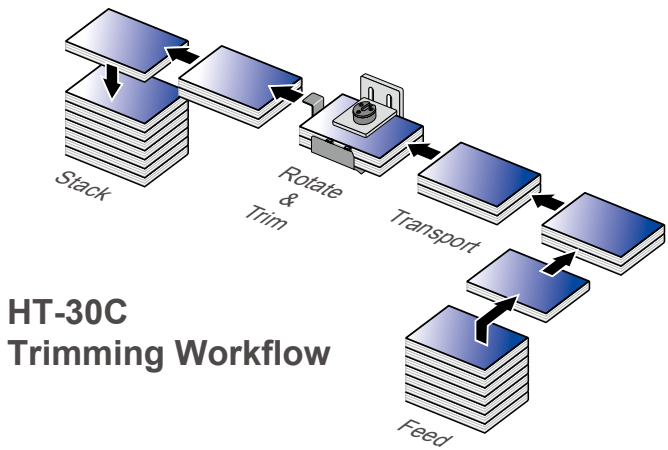 Stack
Rotate
&
Trim
Transport
HT-30C
Trimming Workflow
Feed